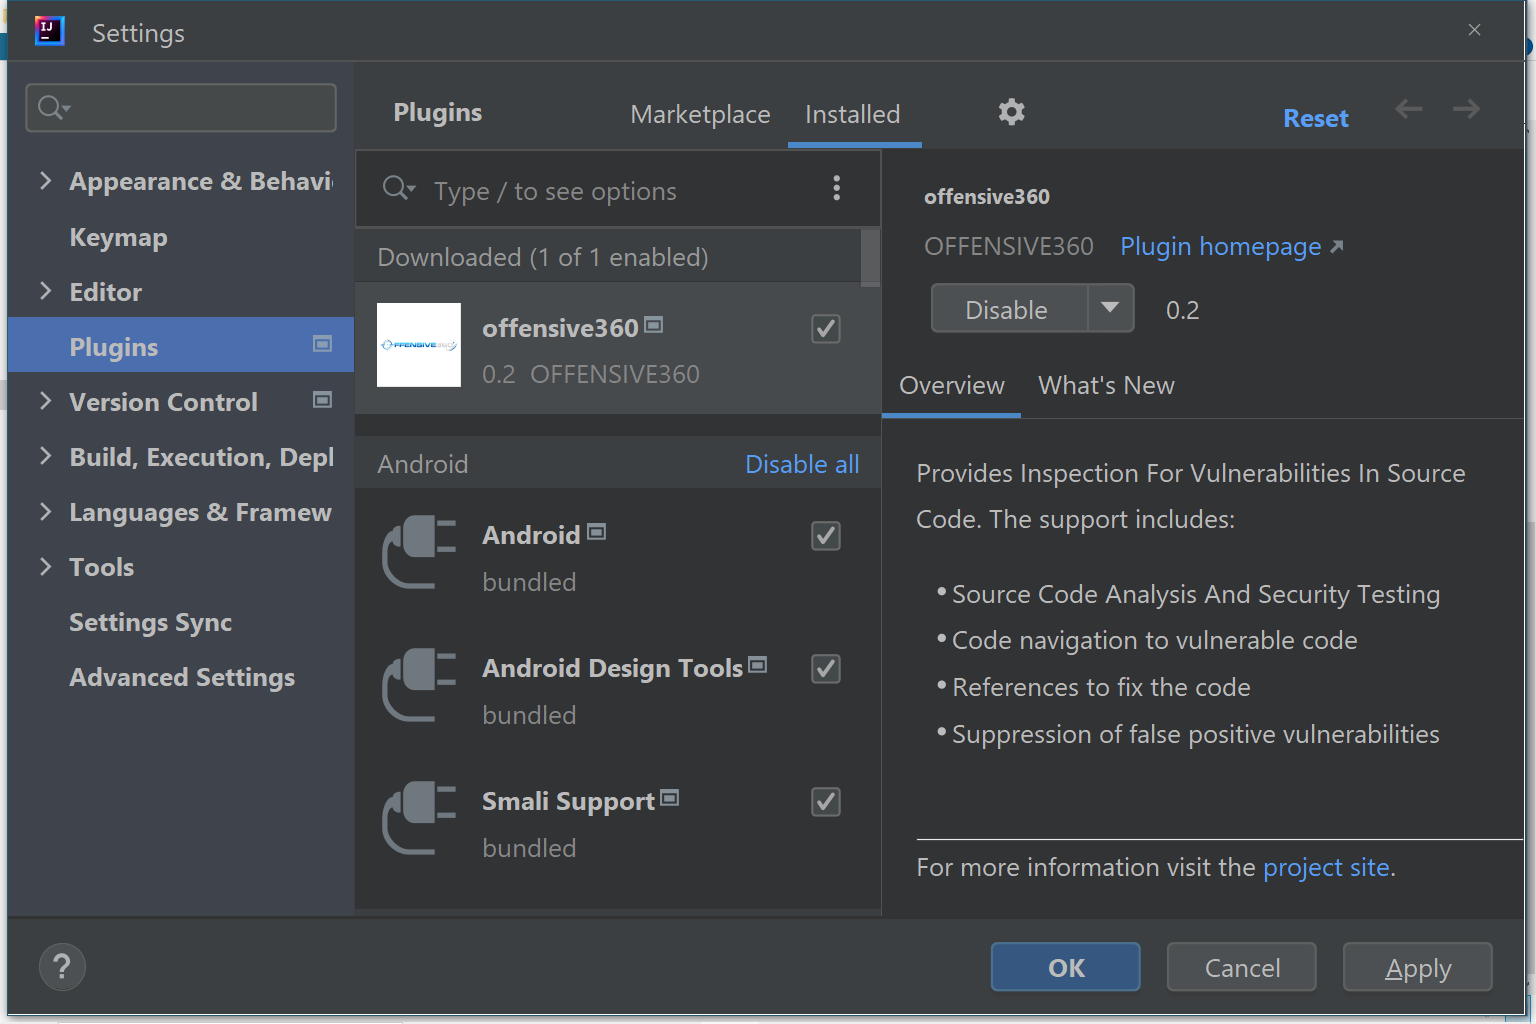 IJ
Settings
Appearance & Behavi
Keymap
Editor
Plugins
Version Control
Build, Execution, Depl
Languages & Framew
Tools
Settings Sync
Advanced Settings
Plugins
Marketplace
Installed
Reset
Type / to see options
Downloaded (1 of 1 enabled)
OFFENSIVE360
offensive360
0.2 OFFENSIVE360
Android
Disable all
Android
bundled
Android Design Tools
bundled
Smali Support
bundled
offensive360
OFFENSIVE360 Plugin homepage
Disable
0.2
Overview
What's New
Provides Inspection For Vulnerabilities In Source
Code. The support includes:
• Source Code Analysis And Security Testing
• Code navigation to vulnerable code
• References to fix the code
• Suppression of false positive vulnerabilities
For more information visit the project site.
?
OK
Cancel
Apply